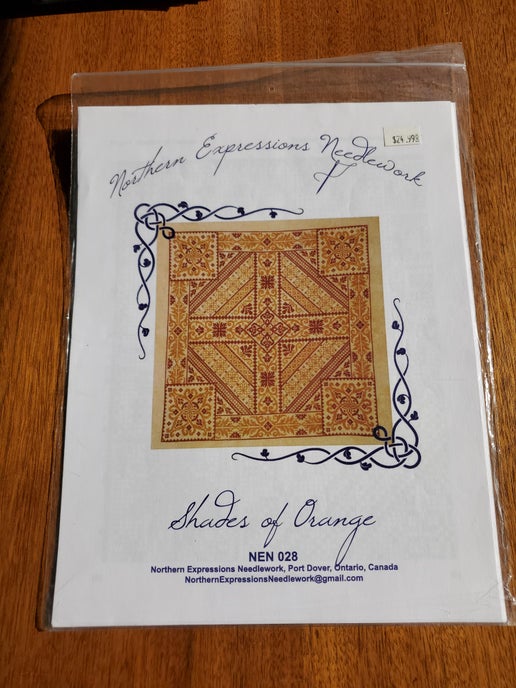 $24.99
Northern Expressions Needlework
Shades of Orange
NEN 028
Northern Expressions Needlework, Port Dover, Ontario, Canada
NorthernExpressionsNeedlework@gmail.com